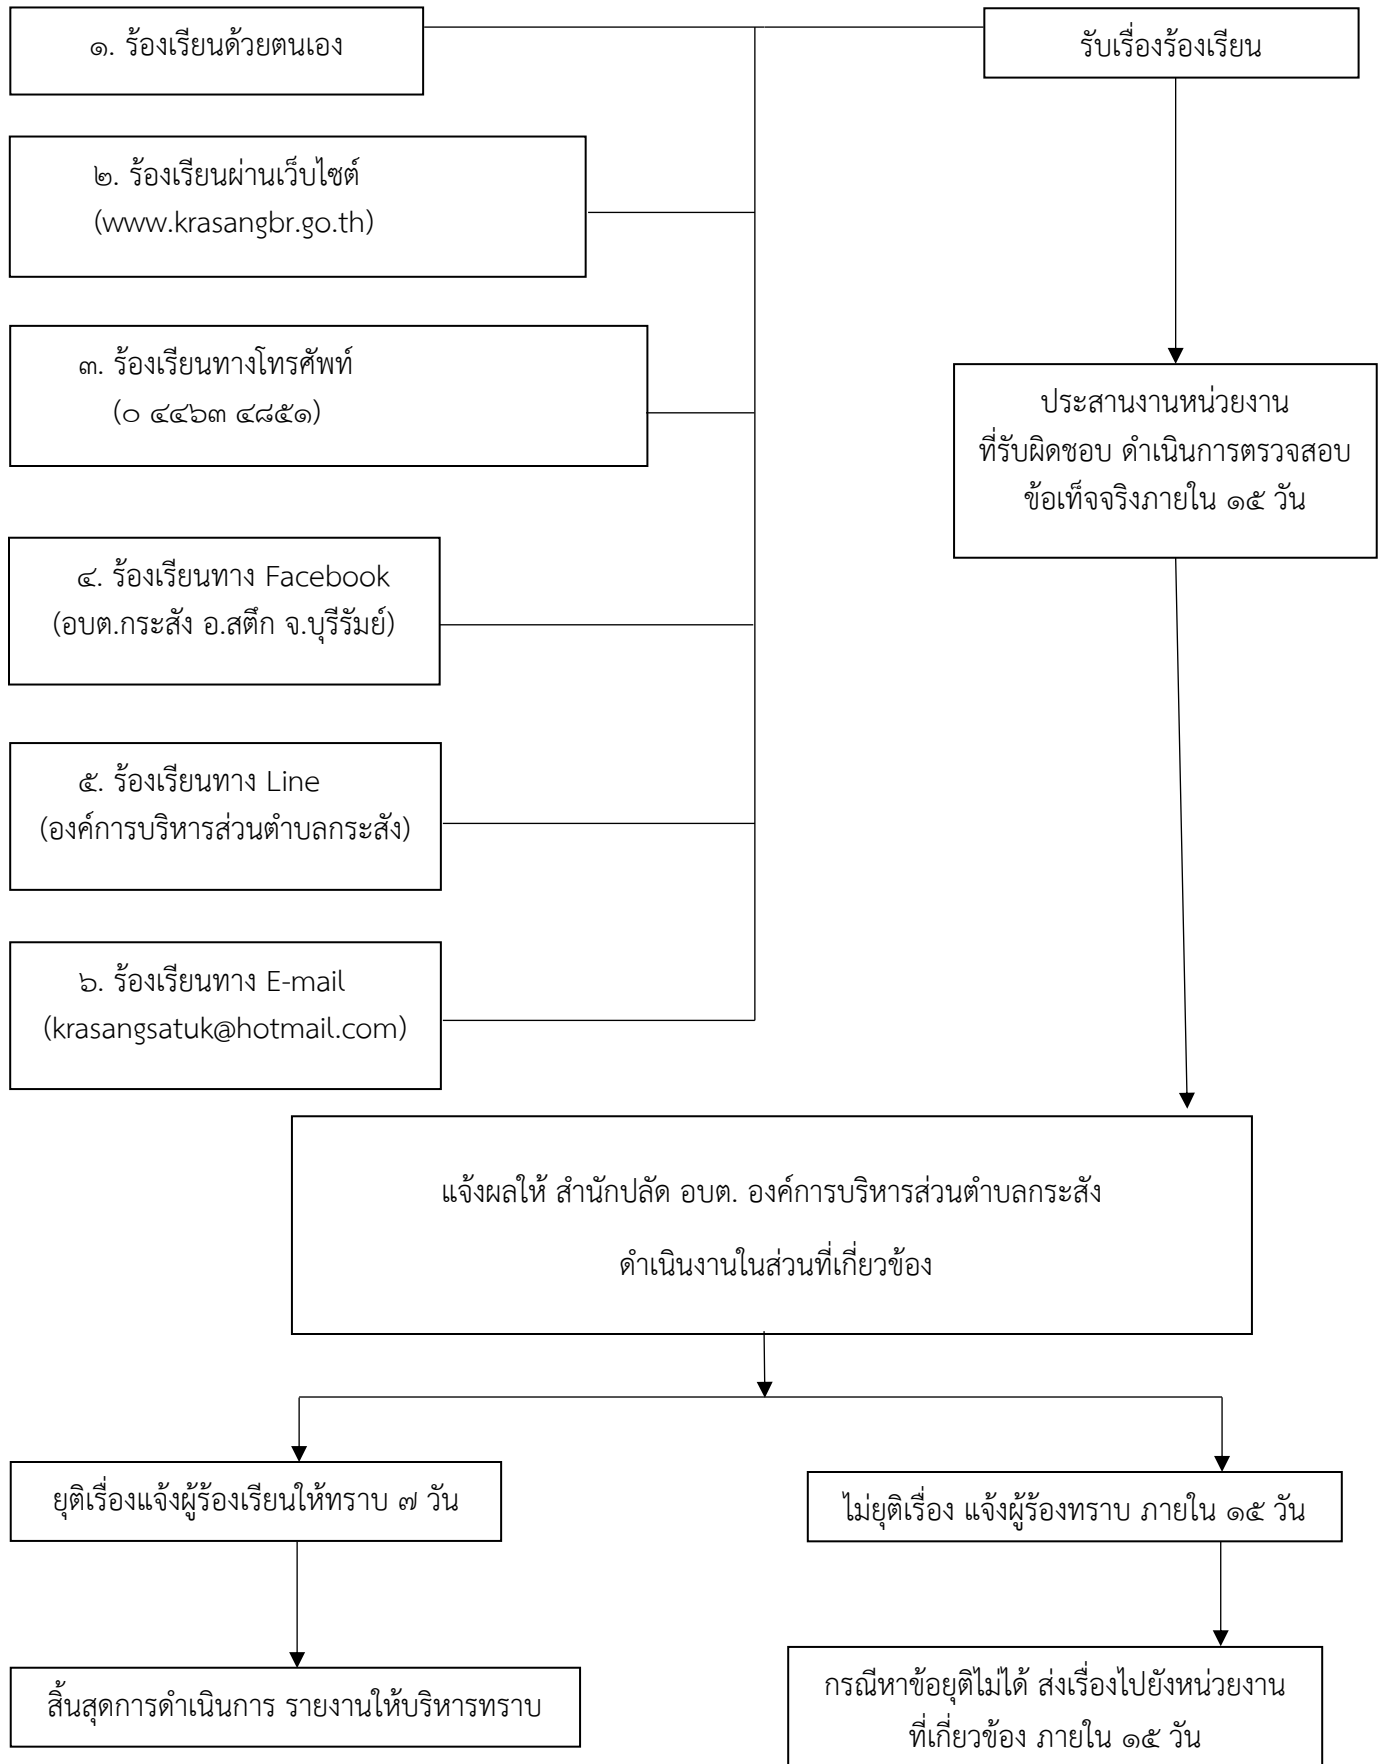 ๑. ร้องเรียนด้วยตนเอง
รับเรื่องร้องเรียน
๒. ร้องเรียนผ่านเว็บไซต์
(www.krasangbr.go.th)
๓. ร้องเรียนทางโทรศัพท์
(๐ ๔๔๖๓ ๔๘๕๑)
ประสานงานหน่วยงาน
ที่รับผิดชอบ ดำเนินการตรวจสอบ
ข้อเท็จจริงภายใน ๑๕ วัน
๔. ร้องเรียนทาง Facebook
(อบต.กระสัง อ.สตึก จ.บุรีรัมย์)
๕. ร้องเรียนทาง Line
(องค์การบริหารส่วนตำบลกระสัง)
๖. ร้องเรียนทาง E-mail
(krasangsatuk@hotmail.com)
แจ้งผลให้ สำนักปลัด อบต. องค์การบริหารส่วนตำบลกระสัง
ดำเนินงานในส่วนที่เกี่ยวข้อง
ยุติเรื่องแจ้งผู้ร้องเรียนให้ทราบ ๗ วัน
ไม่ยุติเรื่อง แจ้งผู้ร้องทราบ ภายใน ๑๕ วัน
สิ้นสุดการดำเนินการ รายงานให้บริหารทราบ
กรณีหาข้อยุติไม่ได้ ส่งเรื่องไปยังหน่วยงาน
ที่เกี่ยวข้อง ภายใน ๑๕ วัน